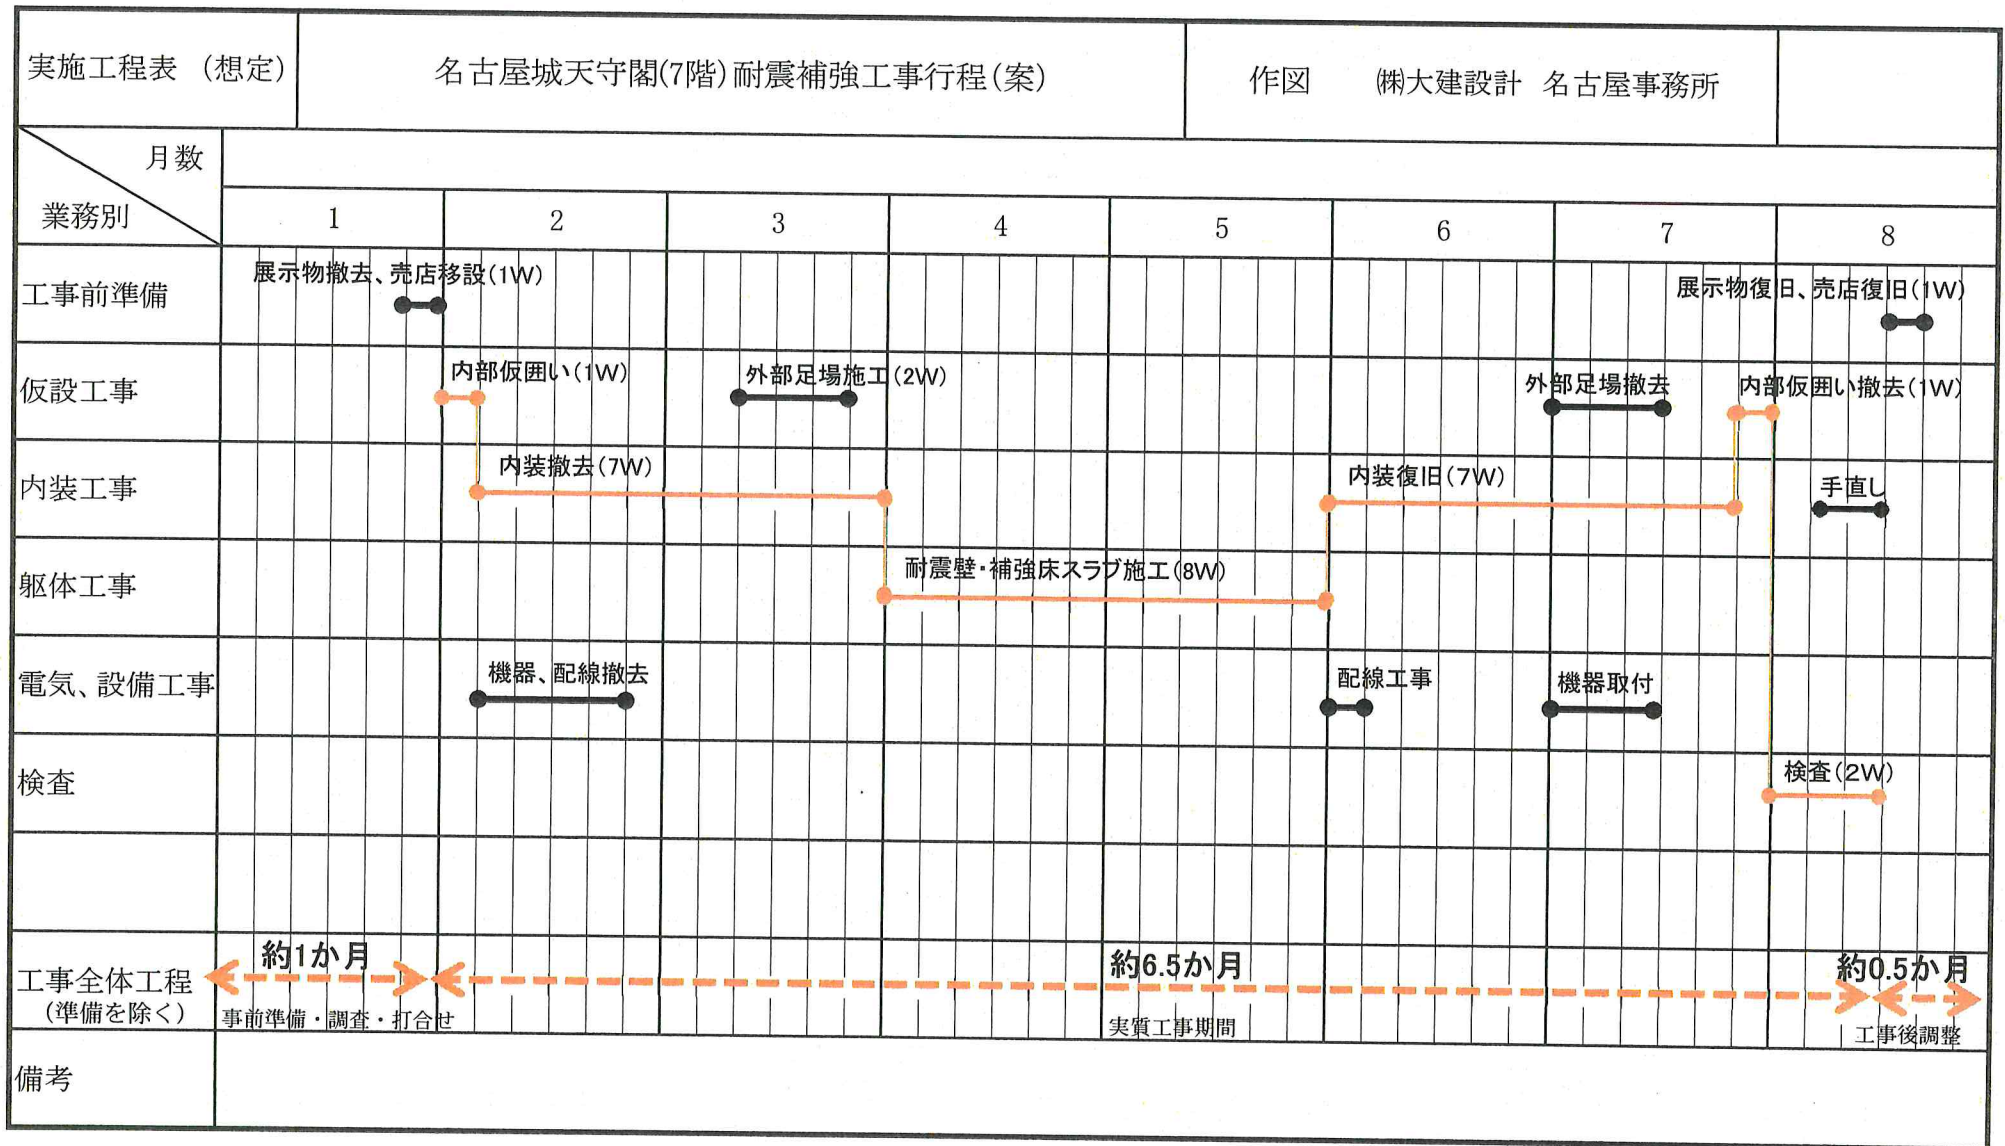 実施工程表 (想定)
名古屋城天守閣(7階)耐震補強工事行程(案)
作図 ㈱大建設計 名古屋事務所
月数
業務別
1 2 3 4 5 6 7 8
工事前準備
展示物撤去、売店移設(1W)
展示物復旧、売店復旧(1W)
仮設工事
内部仮囲い(1W)
外部足場施工(2W)
外部足場撤去
内部仮囲い撤去(1W)
内装工事
内装撤去(7W)
内装復旧(7W)
手直し
躯体工事
耐震壁・補強床スラブ施工(8W)
電気、設備工事
機器、配線撤去
配線工事
機器取付
検査
検査(2W)
工事全体工程
(準備を除く)
約1か月
事前準備・調査・打合せ
約6.5か月
実質工事期間
約0.5か月
工事後調整
備考